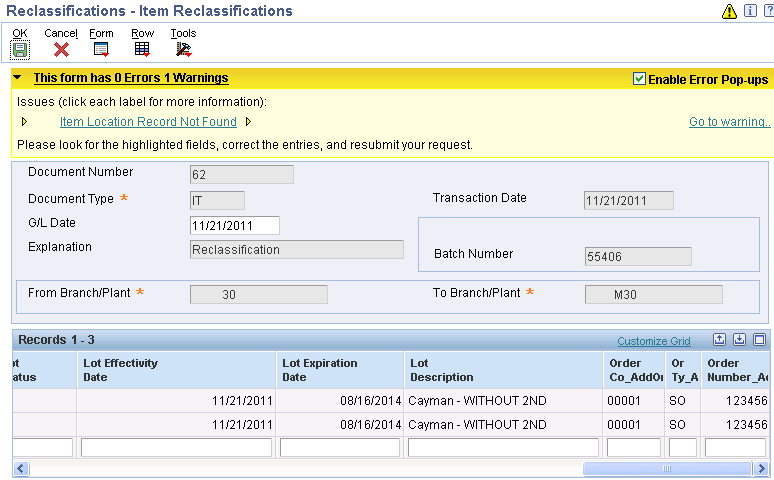 Reclassifications - Item Reclassifications
OK Cancel Form Row Tools
This form has 0 Errors 1 Warnings Enable Error Pop-ups
Issues (click each label for more information):
Item Location Record Not Found Go to warning..
Please look for the highlighted fields, correct the entries, and resubmit your request.
Document Number 62
Document Type * IT Transaction Date 11/21/2011
G/L Date 11/21/2011
Explanation Reclassification Batch Number 55406
From Branch/Plant * 30 To Branch/Plant * M30
Records 1 - 3 Customize Grid
Lot Effectivity Lot Expiration Lot Order Or Order
atus Date Date Description Co_AddOr Ty_A Number_Ad
11/21/2011 08/16/2014 Cayman - WITHOUT 2ND 00001 SO 123456
11/21/2011 08/16/2014 Cayman - WITHOUT 2ND 00001 SO 123456